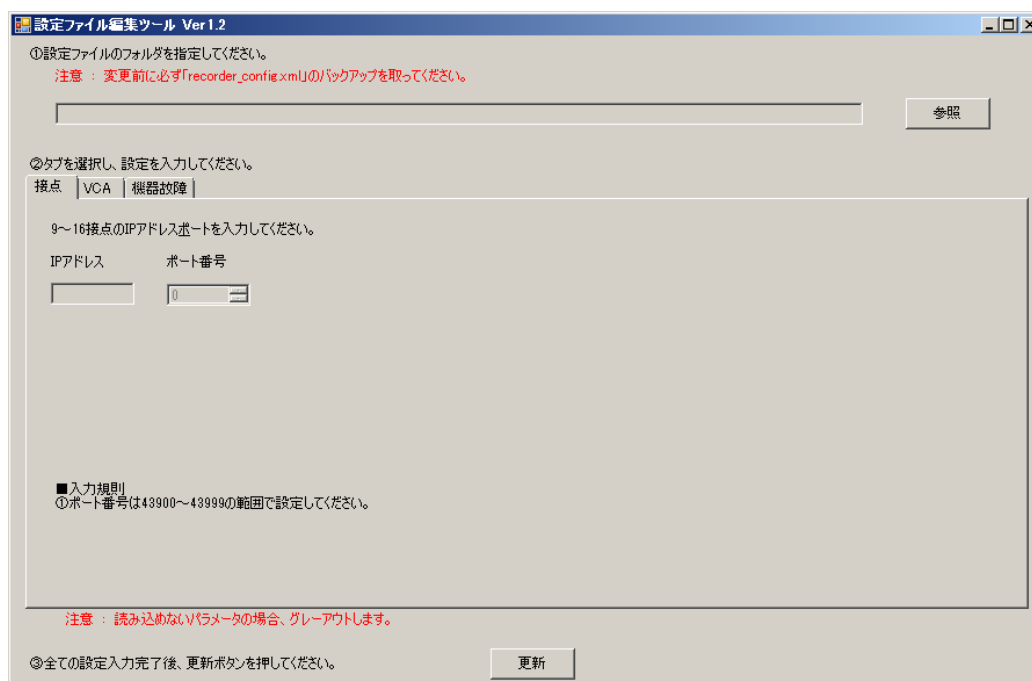 設定ファイル編集ツール Ver1.2
①設定ファイルのフォルダを指定してください。
注意 : 変更前に必ず「recorder_config.xml」のバックアップを取ってください。
参照
②タブを選択し、設定を入力してください。
接点 VCA 機器故障
9～16接点のIPアドレスポートを入力してください。
IPアドレス ポート番号
0
■入力規則
①ポート番号は43900～43999の範囲で設定してください。
注意 : 読み込めないパラメータの場合、グレーアウトします。
③全ての設定入力完了後、更新ボタンを押してください。 更新